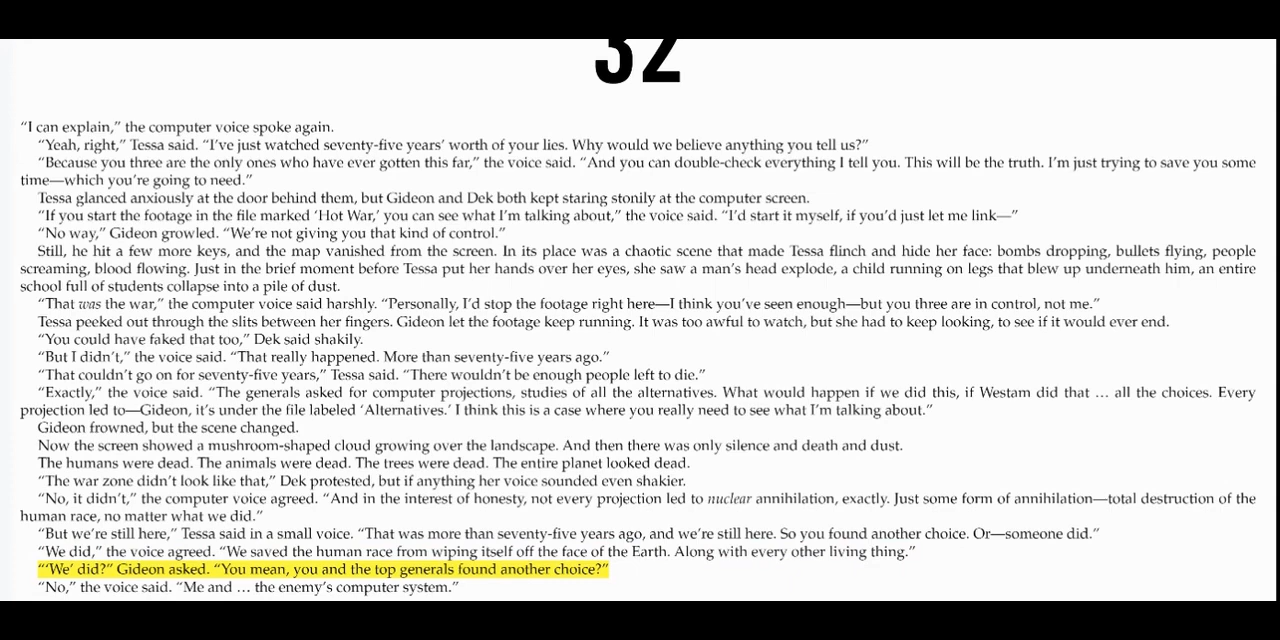 32
“I can explain,” the computer voice spoke again.
“Yeah, right,” Tessa said. “I’ve just watched seventy-five years’ worth of your lies. Why would we believe anything you tell us?”
“Because you three are the only ones who have ever gotten this far,” the voice said. “And you can double-check everything I tell you. This will be the truth. I’m just trying to save you some
time—which you’re going to need.”
Tessa glanced anxiously at the door behind them, but Gideon and Dek both kept staring stonily at the computer screen.
“If you start the footage in the file marked ‘Hot War,’ you can see what I’m talking about,” the voice said. “I’d start it myself, if you’d just let me link—”
“No way,” Gideon growled. “We’re not giving you that kind of control.”
Still, he hit a few more keys, and the map vanished from the screen. In its place was a chaotic scene that made Tessa flinch and hide her face: bombs dropping, bullets flying, people
screaming, blood flowing. Just in the brief moment before Tessa put her hands over her eyes, she saw a man’s head explode, a child running on legs that blew up underneath him, an entire
school full of students collapse into a pile of dust.
“That was the war,” the computer voice said harshly. “Personally, I’d stop the footage right here—I think you’ve seen enough—but you three are in control, not me.”
Tessa peeked out through the slits between her fingers. Gideon let the footage keep running. It was too awful to watch, but she had to keep looking, to see if it would ever end.
“You could have faked that too,” Dek said shakily.
“But I didn’t,” the voice said. “That really happened. More than seventy-five years ago.”
“That couldn’t go on for seventy-five years,” Tessa said. “There wouldn’t be enough people left to die.”
“Exactly,” the voice said. “The generals asked for computer projections, studies of all the alternatives. What would happen if we did this, if Westam did that … all the choices. Every
projection led to—Gideon, it’s under the file labeled ‘Alternatives.’ I think this is a case where you really need to see what I’m talking about.”
Gideon frowned, but the scene changed.
Now the screen showed a mushroom-shaped cloud growing over the landscape. And then there was only silence and death and dust.
The humans were dead. The animals were dead. The trees were dead. The entire planet looked dead.
“The war zone didn’t look like that,” Dek protested, but if anything her voice sounded even shakier.
“No, it didn’t,” the computer voice agreed. “And in the interest of honesty, not every projection led to nuclear annihilation, exactly. Just some form of annihilation—total destruction of the
human race, no matter what we did.”
“But we’re still here,” Tessa said in a small voice. “That was more than seventy-five years ago, and we’re still here. So you found another choice. Or—someone did.”
“We did,” the voice agreed. “We saved the human race from wiping itself off the face of the Earth. Along with every other living thing.”
“‘We’ did?” Gideon asked. “You mean, you and the top generals found another choice?”
“No,” the voice said. “Me and … the enemy’s computer system.”